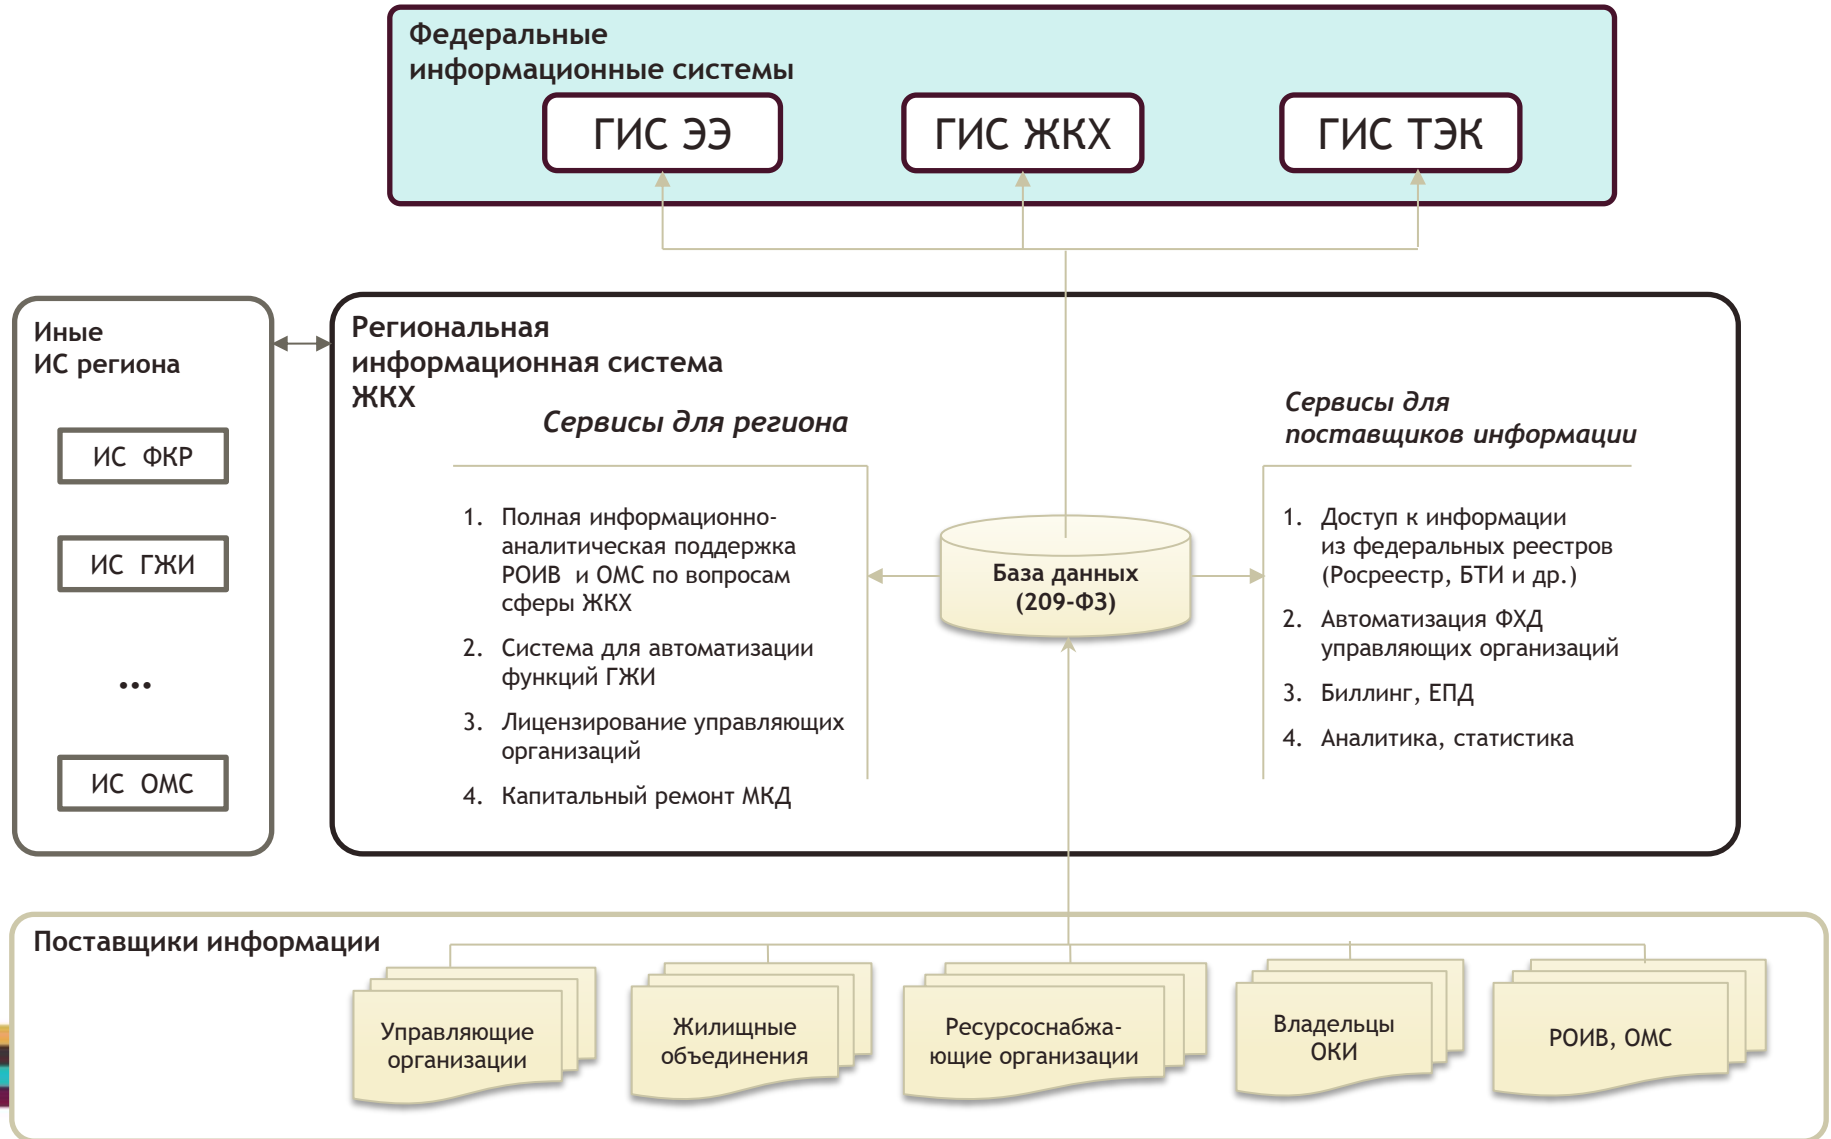 Федеральные
информационные системы
ГИС ЭЭ
ГИС ЖКХ
ГИС ТЭК
Иные
ИС региона
ИС ФКР
ИС ГЖИ
...
ИС ОМС
Региональная
информационная система
ЖКХ
Сервисы для региона
1. Полная информационно-
аналитическая поддержка
РОИВ и ОМС по вопросам
сферы ЖКХ
2. Система для автоматизации
функций ГЖИ
3. Лицензирование управляющих
организаций
4. Капитальный ремонт МКД
База данных
(209-ФЗ)
Сервисы для
поставщиков информации
1. Доступ к информации
из федеральных реестров
(Росреестр, БТИ и др.)
2. Автоматизация ФХД
управляющих организаций
3. Биллинг, ЕПД
4. Аналитика, статистика
Поставщики информации
Управляющие
организации
Жилищные
объединения
Ресурсоснабжа-
ющие организации
Владельцы
ОКИ
РОИВ, ОМС